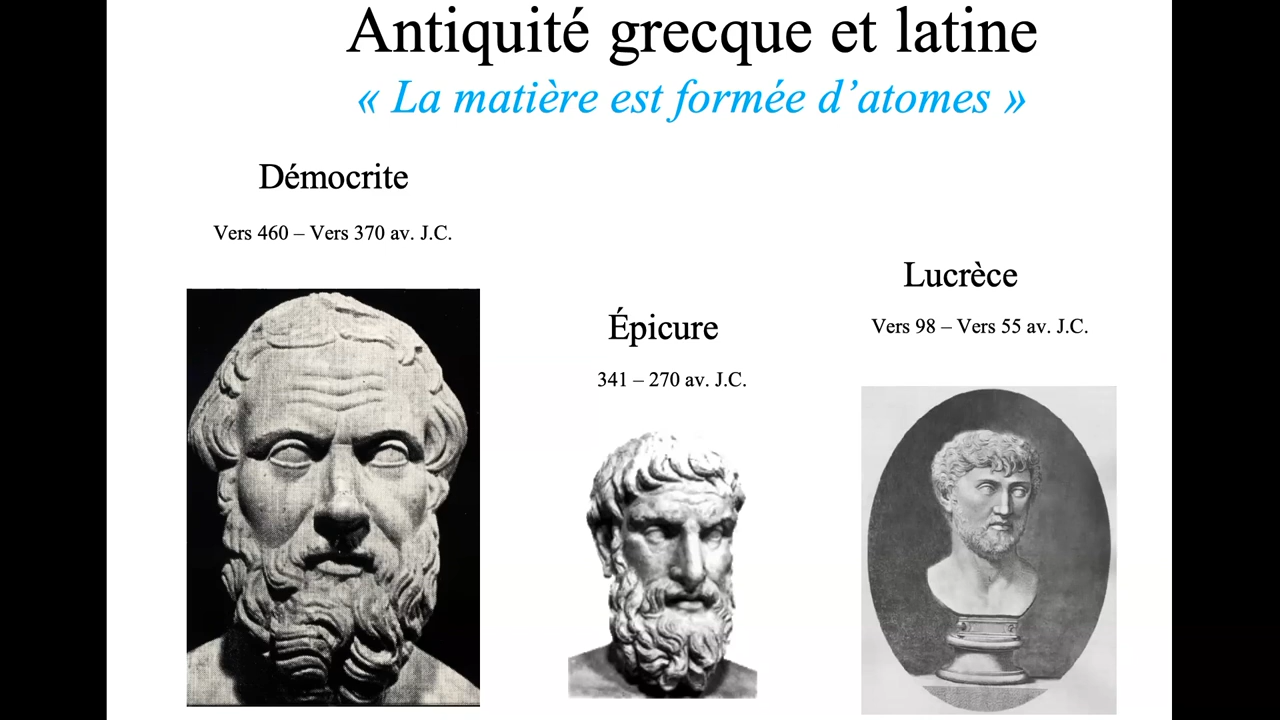 Antiquité grecque et latine
« La matière est formée d’atomes »
Démocrite
Vers 460 – Vers 370 av. J.C.
Épicure
341 – 270 av. J.C.
Lucrèce
Vers 98 – Vers 55 av. J.C.